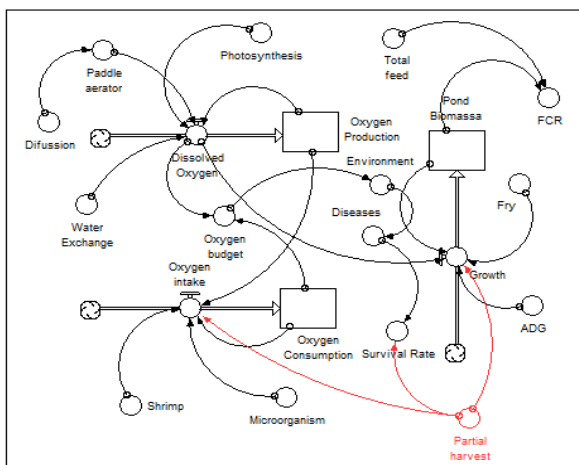 Photosynthesis
Total
feed
Paddle
aerator
Pond
Biomassa
FCR
Difussion
Oxygen
Production
Dissolved
Oxygen
Environment
Fry
Water
Exchange
Diseases
Oxygen
budget
Oxygen
intake
Growth
ADG
Oxygen
Consumption
Survival Rate
Shrimp
Microorganism
Partial
harvest